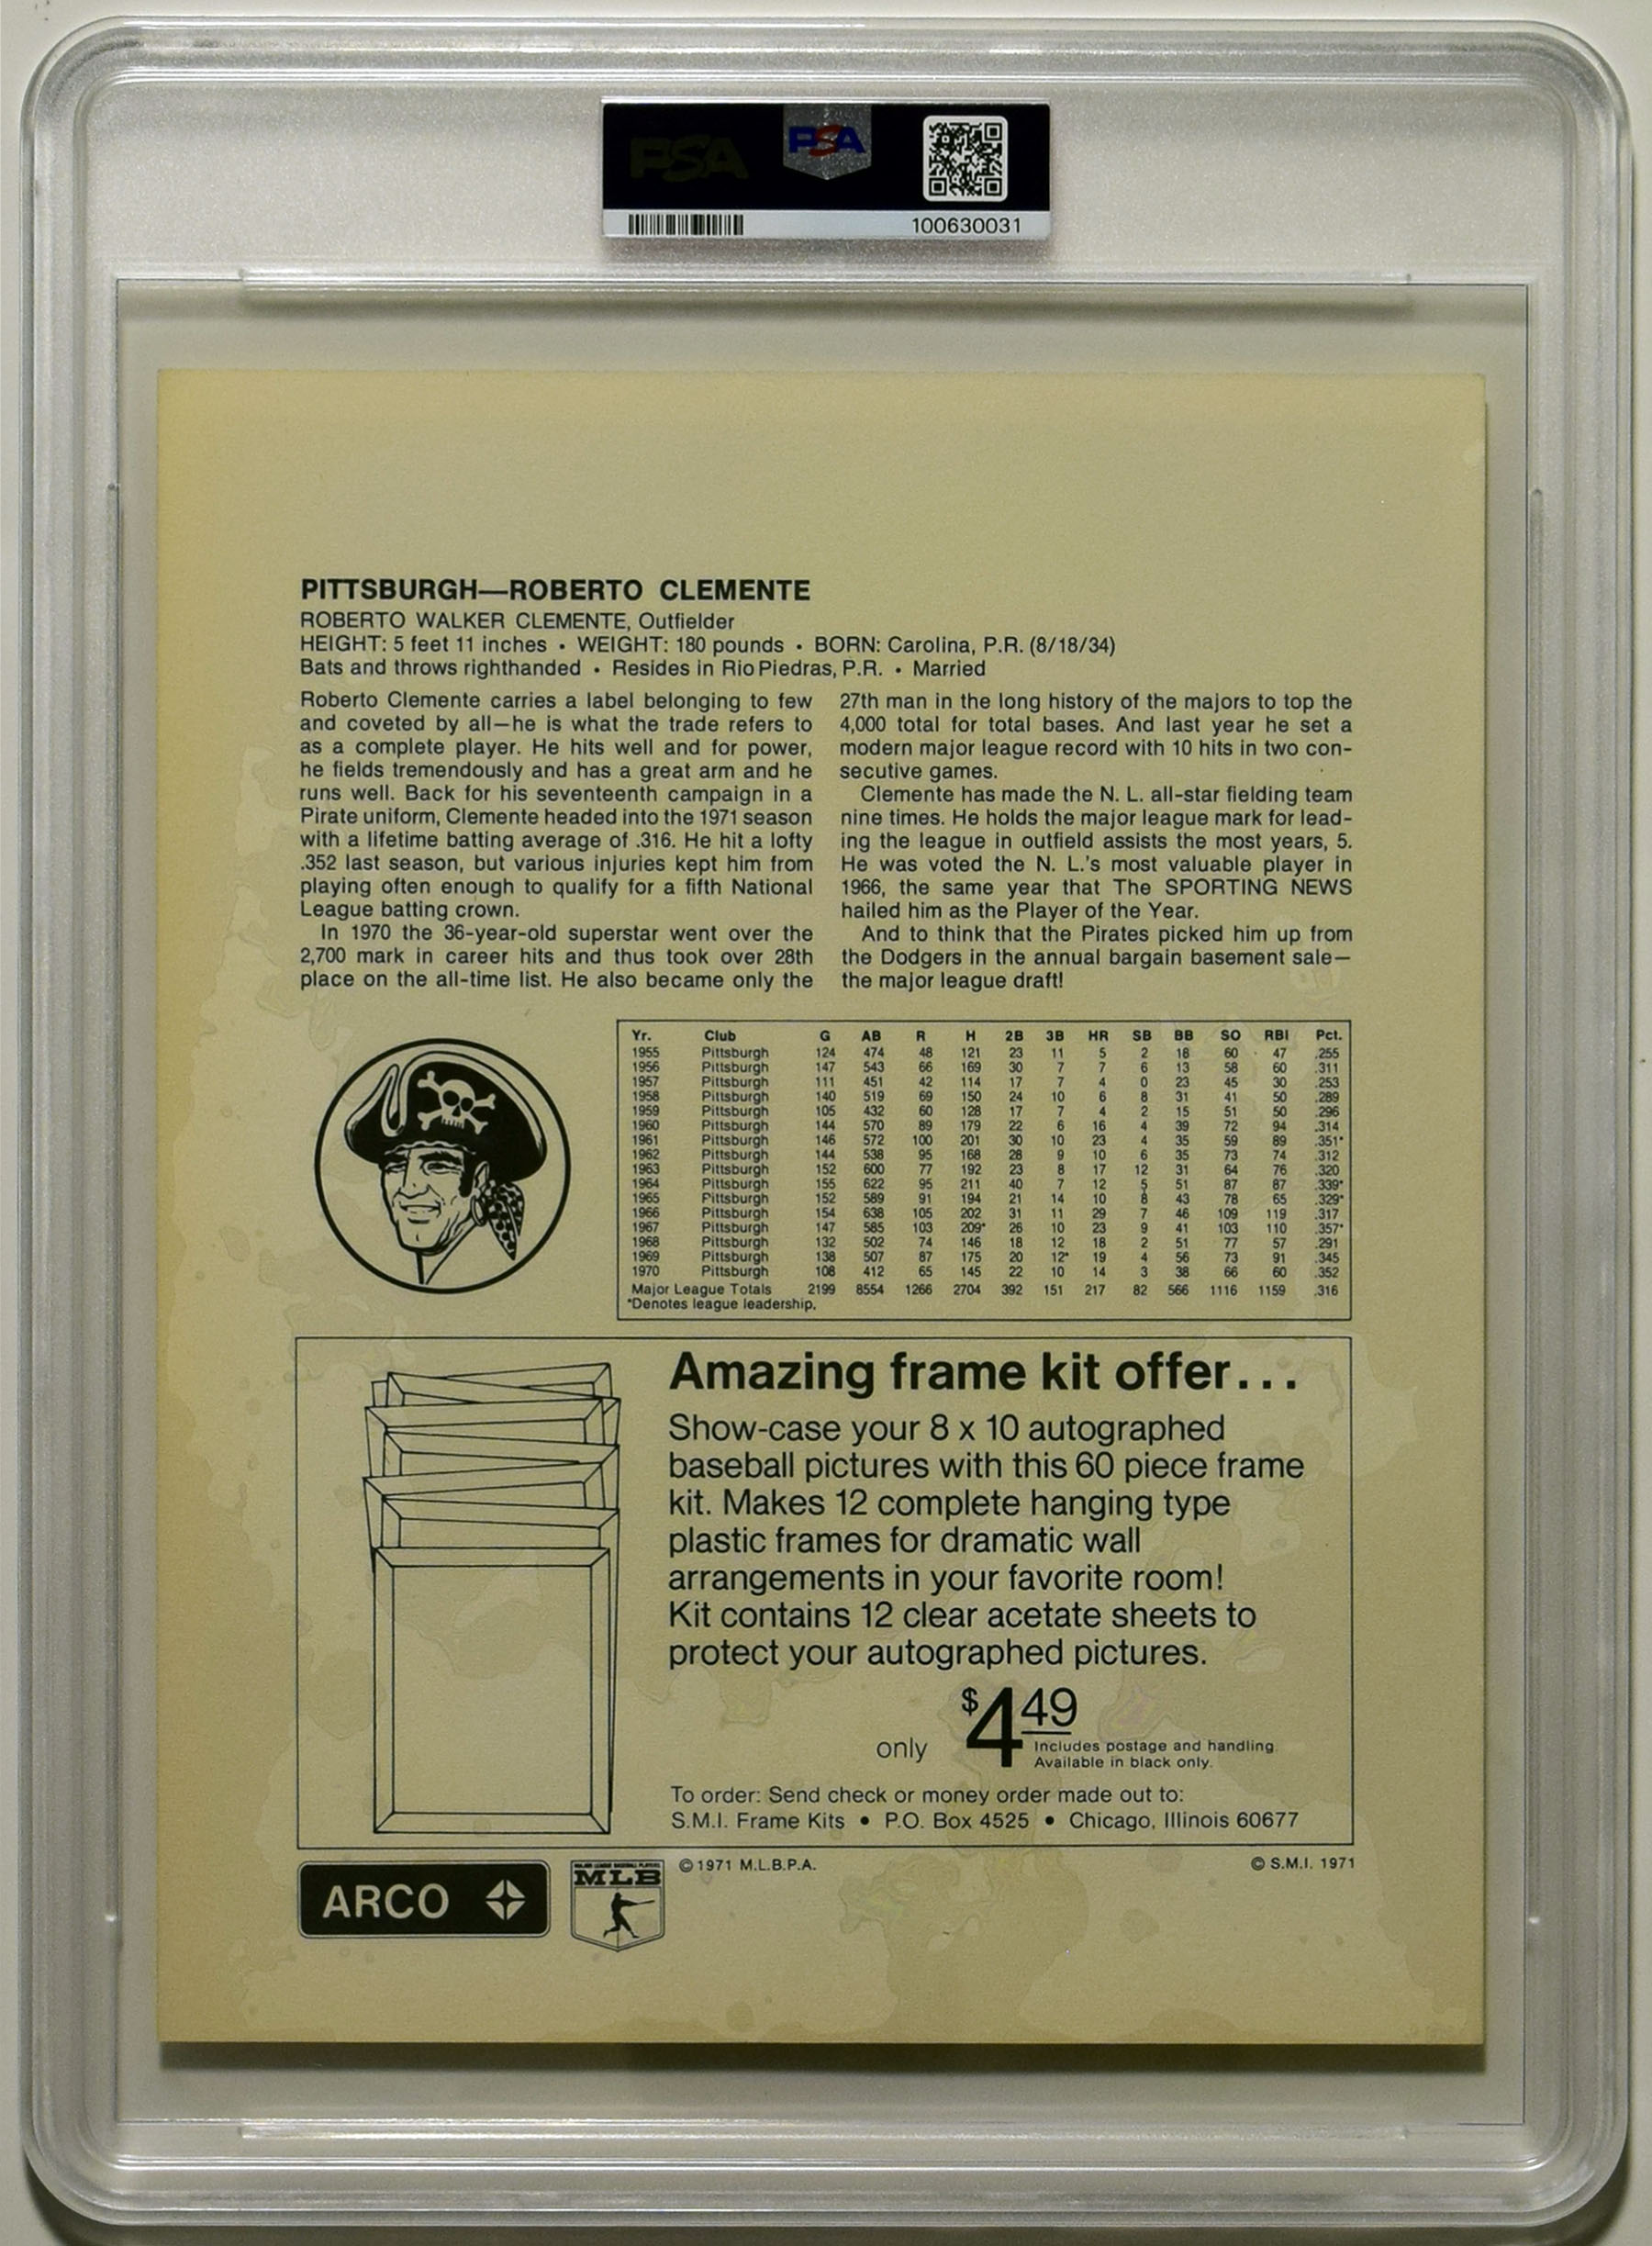 PSA
PSA
100630031
PITTSBURGH—ROBERTO CLEMENTE
ROBERTO WALKER CLEMENTE, Outfielder
HEIGHT: 5 feet 11 inches • WEIGHT: 180 pounds • BORN: Carolina, P.R. (8/18/34)
Bats and throws righthanded • Resides in Rio Piedras, P.R. • Married
Roberto Clemente carries a label belonging to few
and coveted by all—he is what the trade refers to
as a complete player. He hits well and for power,
he fields tremendously and has a great arm and he
runs well. Back for his seventeenth campaign in a
Pirate uniform, Clemente headed into the 1971 season
with a lifetime batting average of .316. He hit a lofty
.352 last season, but various injuries kept him from
playing often enough to qualify for a fifth National
League batting crown.
In 1970 the 36-year-old superstar went over the
2,700 mark in career hits and thus took over 28th
place on the all-time list. He also became only the
27th man in the long history of the majors to top the
4,000 total for total bases. And last year he set a
modern major league record with 10 hits in two con-
secutive games.
Clemente has made the N. L. all-star fielding team
nine times. He holds the major league mark for lead-
ing the league in outfield assists the most years, 5.
He was voted the N. L.'s most valuable player in
1966, the same year that The SPORTING NEWS
hailed him as the Player of the Year.
And to think that the Pirates picked him up from
the Dodgers in the annual bargain basement sale—
the major league draft!
Yr. Club G AB R H 2B 3B HR SB BB SO RBI Pct.
1955 Pittsburgh 124 474 48 121 23 11 5 2 18 60 47 .255
1956 Pittsburgh 147 543 66 169 30 7 7 6 13 58 60 .311
1957 Pittsburgh 111 451 42 114 17 7 4 0 23 45 30 .253
1958 Pittsburgh 140 519 69 150 24 10 6 8 31 41 50 .289
1959 Pittsburgh 105 432 60 128 17 7 4 2 15 51 50 .296
1960 Pittsburgh 144 570 89 179 22 6 16 4 39 72 94 .314
1961 Pittsburgh 146 572 100 201 30 10 23 4 35 59 89 .351*
1962 Pittsburgh 144 538 95 168 28 9 10 6 35 73 74 .312
1963 Pittsburgh 152 600 77 192 23 8 17 12 31 64 76 .320
1964 Pittsburgh 155 622 95 211 40 7 12 5 51 87 87 .339*
1965 Pittsburgh 152 589 91 194 21 14 10 8 43 78 65 .329*
1966 Pittsburgh 154 638 105 202 31 11 29 7 46 109 119 .317
1967 Pittsburgh 147 585 103 209* 26 10 23 9 41 103 110 .357*
1968 Pittsburgh 132 502 74 146 18 12 18 2 51 77 57 .291
1969 Pittsburgh 138 507 87 175 20 12* 19 4 56 73 91 .345
1970 Pittsburgh 108 412 65 145 22 10 14 3 38 66 60 .352
Major League Totals 2199 8554 1266 2704 392 151 217 82 566 1116 1159 .316
*Denotes league leadership.
Amazing frame kit offer...
Show-case your 8 x 10 autographed
baseball pictures with this 60 piece frame
kit. Makes 12 complete hanging type
plastic frames for dramatic wall
arrangements in your favorite room!
Kit contains 12 clear acetate sheets to
protect your autographed pictures.
only $4 49
Includes postage and handling.
Available in black only.
To order: Send check or money order made out to:
S.M.I. Frame Kits • P.O. Box 4525 • Chicago, Illinois 60677
ARCO
MAJOR LEAGUE BASEBALL PLAYERS
MLB
© 1971 M.L.B.P.A.
© S.M.I. 1971